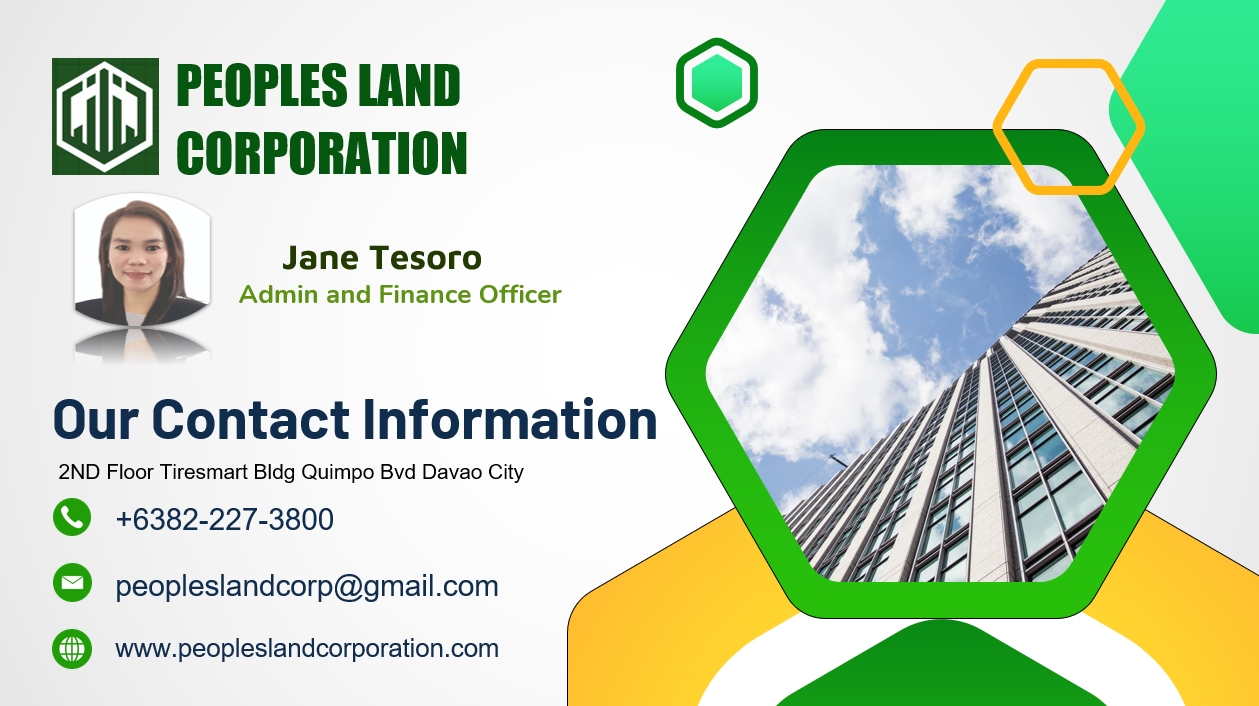 PEOPLES LAND
CORPORATION
Jane Tesoro
Admin and Finance Officer
Our Contact Information
2ND Floor Tiresmart Bldg Quimpo Bvd Davao City
+6382-227-3800
peopleslandcorp@gmail.com
www.peopleslandcorporation.com